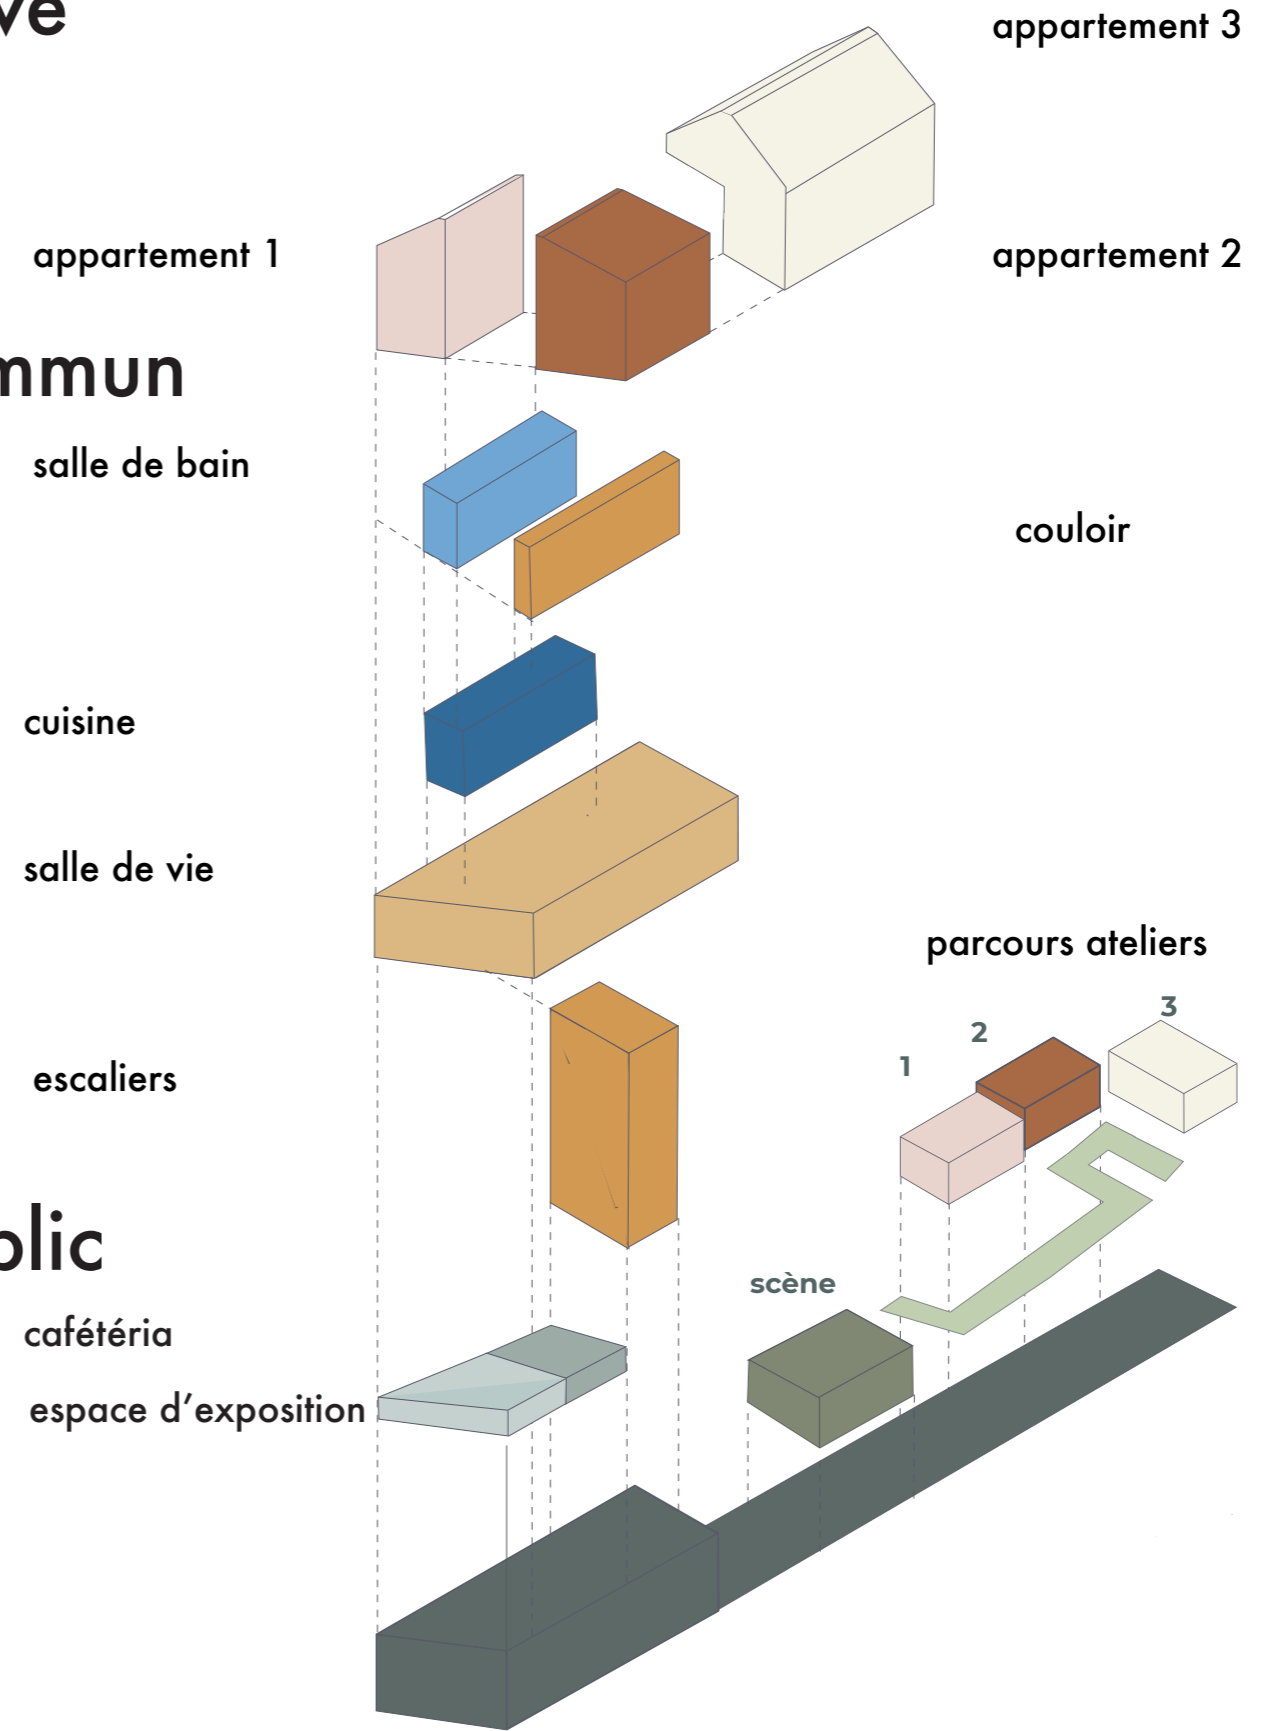 ve
appartement 3
appartement 1
appartement 2
mmun
salle de bain
couloir
cuisine
salle de vie
parcours ateliers
3
2
1
escaliers
blic
scène
cafétéria
espace d’exposition